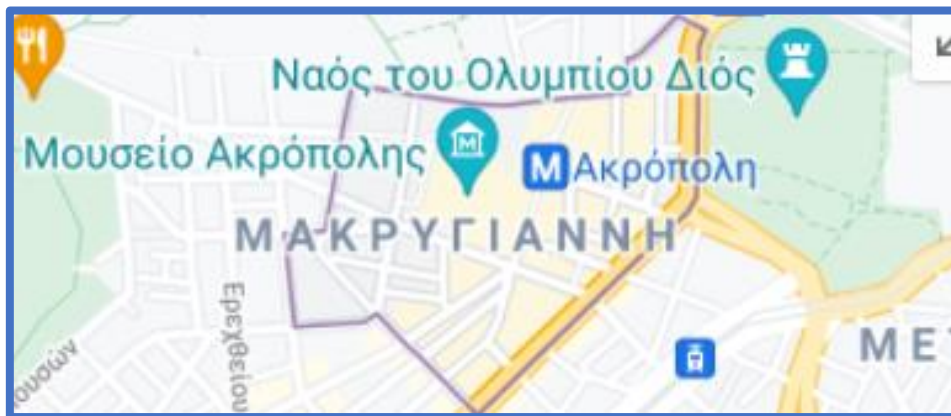 Ναός του Ολυμπίου Διός
Μουσείο Ακρόπολης
M Ακρόπολη
ΜΑΚΡΥΓΙΑΝΝΗ
Ερεχθείου